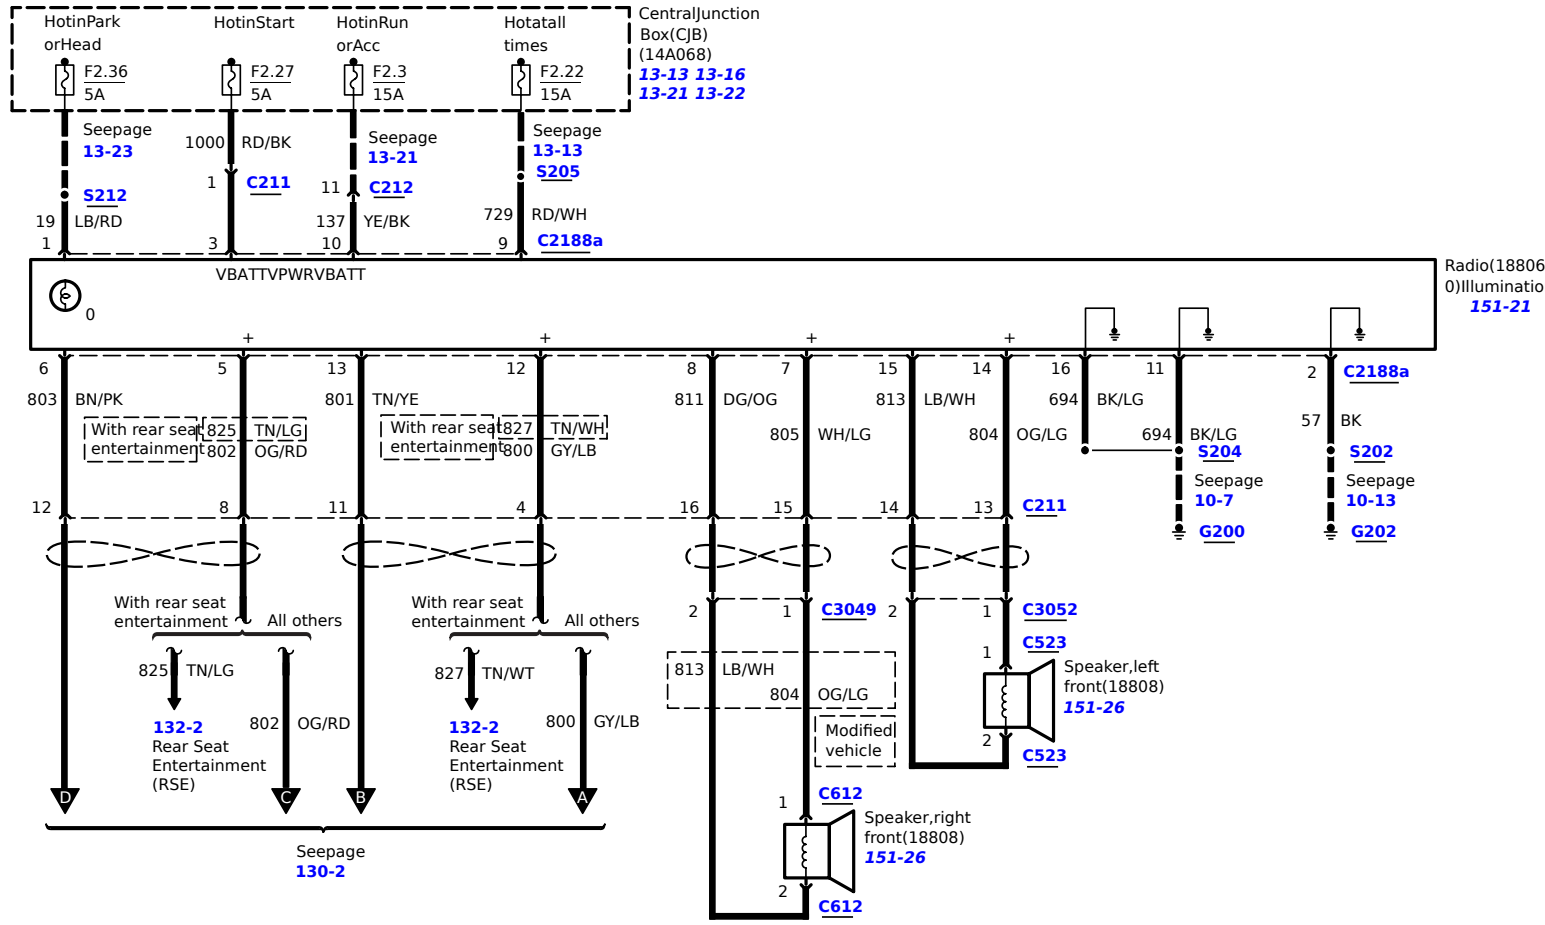 HotinPark
orHead
HotinStart
HotinRun
orAcc
Hotatall
times
CentralJunction
Box(CJB)
(14A068)
13-13 13-16
13-21 13-22
F2.36
5A
F2.27
5A
F2.3
15A
F2.22
15A
Seepage
13-23
1000 RD/BK
Seepage
13-21
Seepage
13-13
S205
S212
1 C211
11 C212
19 LB/RD
137 YE/BK
729 RD/WH
1
3
10
9 C2188a
VBATTVPWRVBATT
0
Radio(18806
0)Illuminatio
151-21
+ + + +
6 5 13 12 8 7 15 14 16 11 2 C2188a
803 BN/PK
801 TN/YE
811 DG/OG
813 LB/WH
694 BK/LG
57 BK
With rear seat
entertainment
825 TN/LG
802 OG/RD
With rear seat
entertainment
827 TN/WH
800 GY/LB
805 WH/LG
804 OG/LG
694 BK/LG
S204
S202
Seepage
10-7
Seepage
10-13
G200
G202
12 8 11 4 16 15 14 13 C211
With rear seat
entertainment
All others
With rear seat
entertainment
All others
2 1 C3049
2 1 C3052
C523
1
Speaker,left
front(18808)
151-26
2
C523
825 TN/LG
827 TN/WT
813 LB/WH
804 OG/LG
Modified
vehicle
132-2
Rear Seat
Entertainment
(RSE)
802 OG/RD
132-2
Rear Seat
Entertainment
(RSE)
800 GY/LB
D C B A
C612
1
Speaker,right
front(18808)
151-26
2
C612
Seepage
130-2